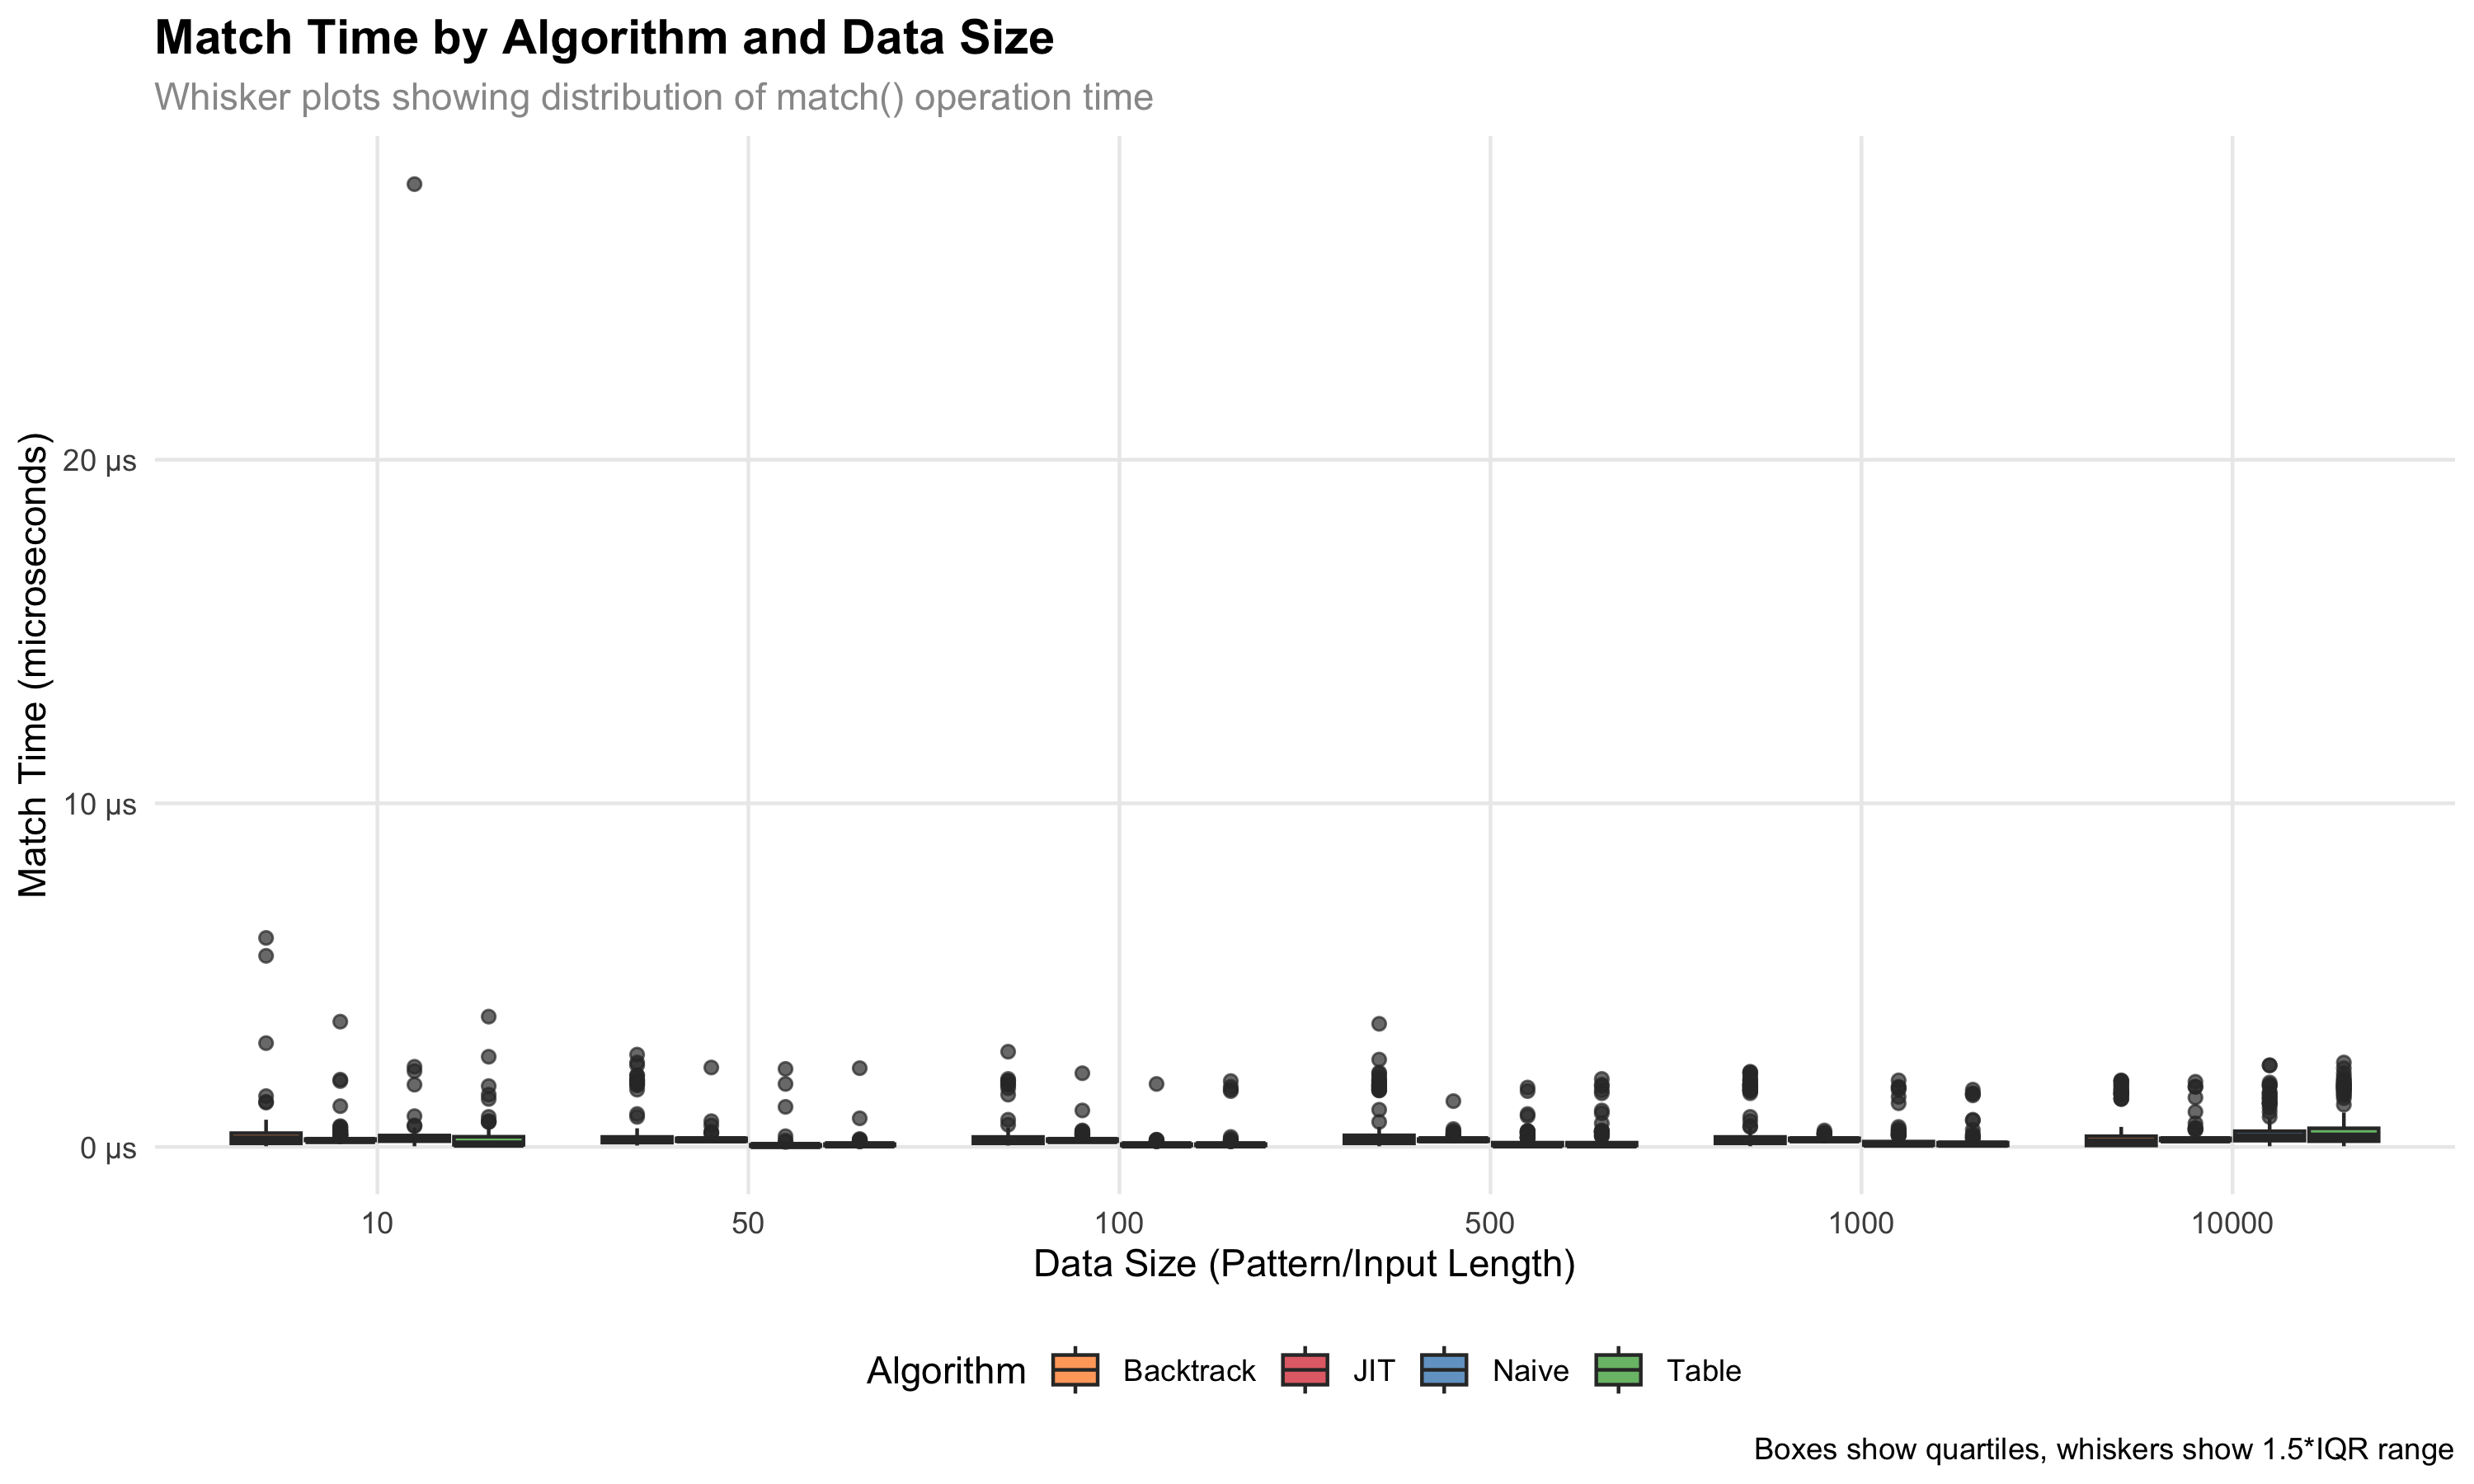 Match Time by Algorithm and Data Size
Whisker plots showing distribution of match() operation time
Match Time (microseconds)
20 µs
10 µs
0 µs
10 50 100 500 1000 10000
Data Size (Pattern/Input Length)
Algorithm Backtrack JIT Naive Table
Boxes show quartiles, whiskers show 1.5*IQR range